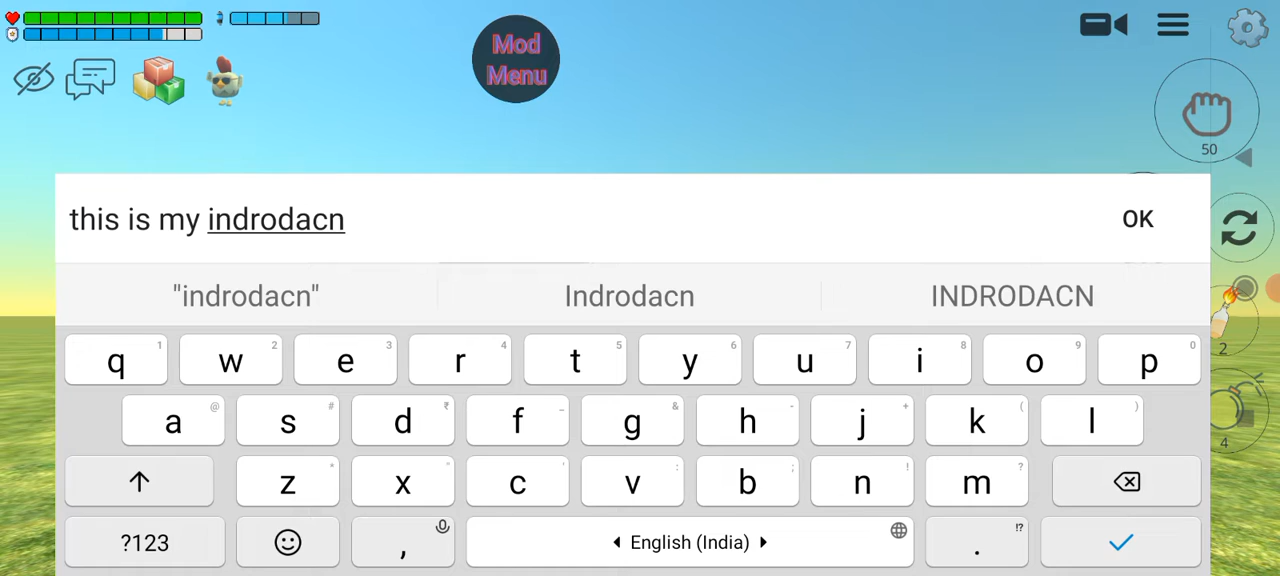 Mod
Menu
50
this is my indrodacn
OK
"indrodacn"
Indrodacn
INDRODACN
q 1 w 2 e 3 r 4 t 5 y 6 u 7 i 8 o 9 p 0
a @ s # d ₹ f _ g & h - j + k ( l )
z * x " c ' v : b ; n ! m ?
?123 , English (India) . !?
2
4